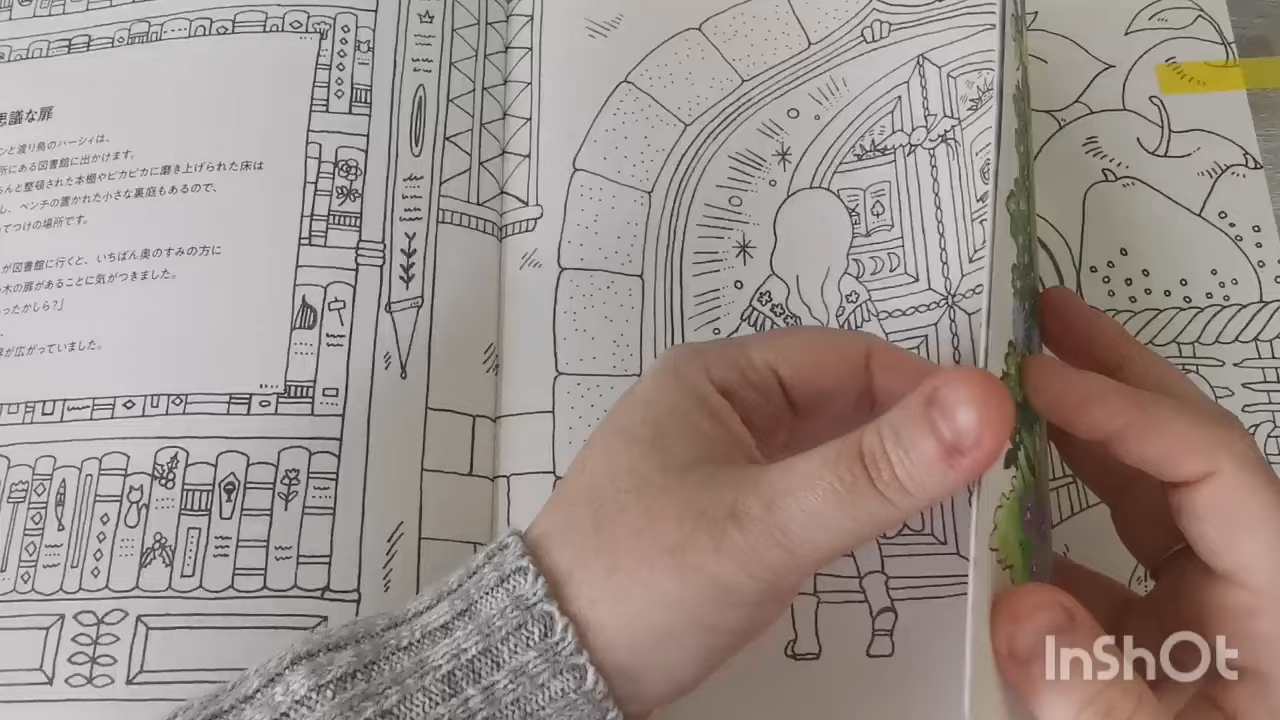 思議な扉
ンと渡り鳥のハーシィは、
所にある図書館に出かけます。
ちんと整頓された本棚やピカピカに磨き上げられた床は
し、ベンチの置かれた小さな裏庭もあるので、
てつけの場所です。
が図書館に行くと、いちばん奥のすみの方に
木の扉があることに気がつきました。
ったかしら?」
界が広がっていました。
InShOt